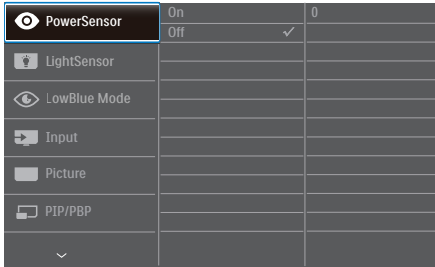 PowerSensor
On
0
Off
LightSensor
LowBlue Mode
Input
Picture
PIP/PBP